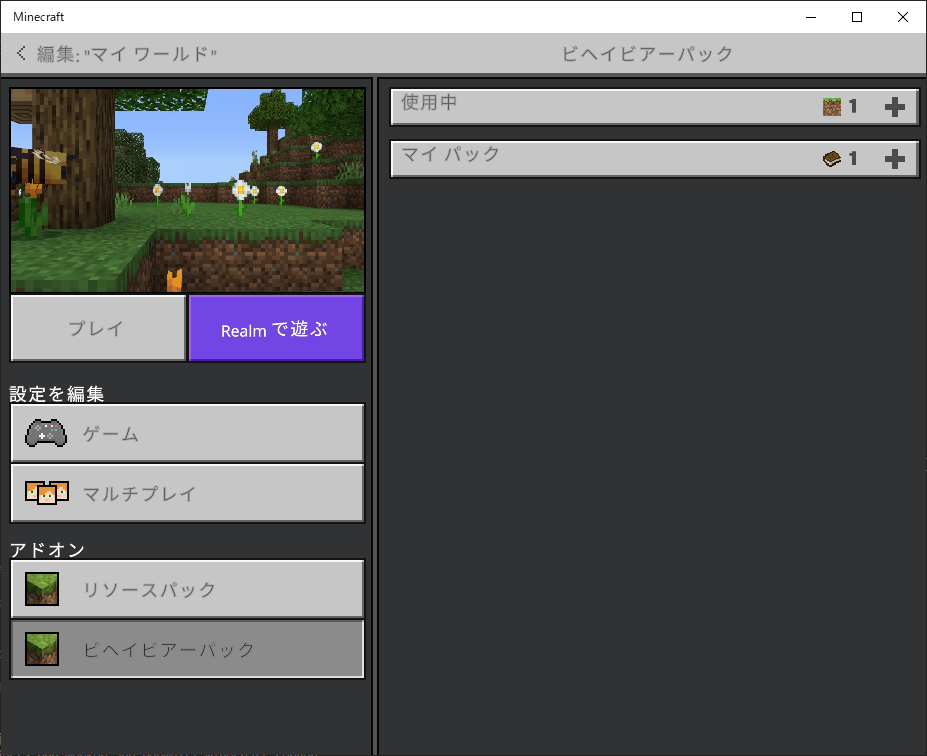 Minecraft
編集: "マイ ワールド"
ビヘイビアーパック
使用中
1
マイ パック
1
プレイ
Realm で遊ぶ
設定を編集
ゲーム
マルチプレイ
アドオン
リソースパック
ビヘイビアーパック